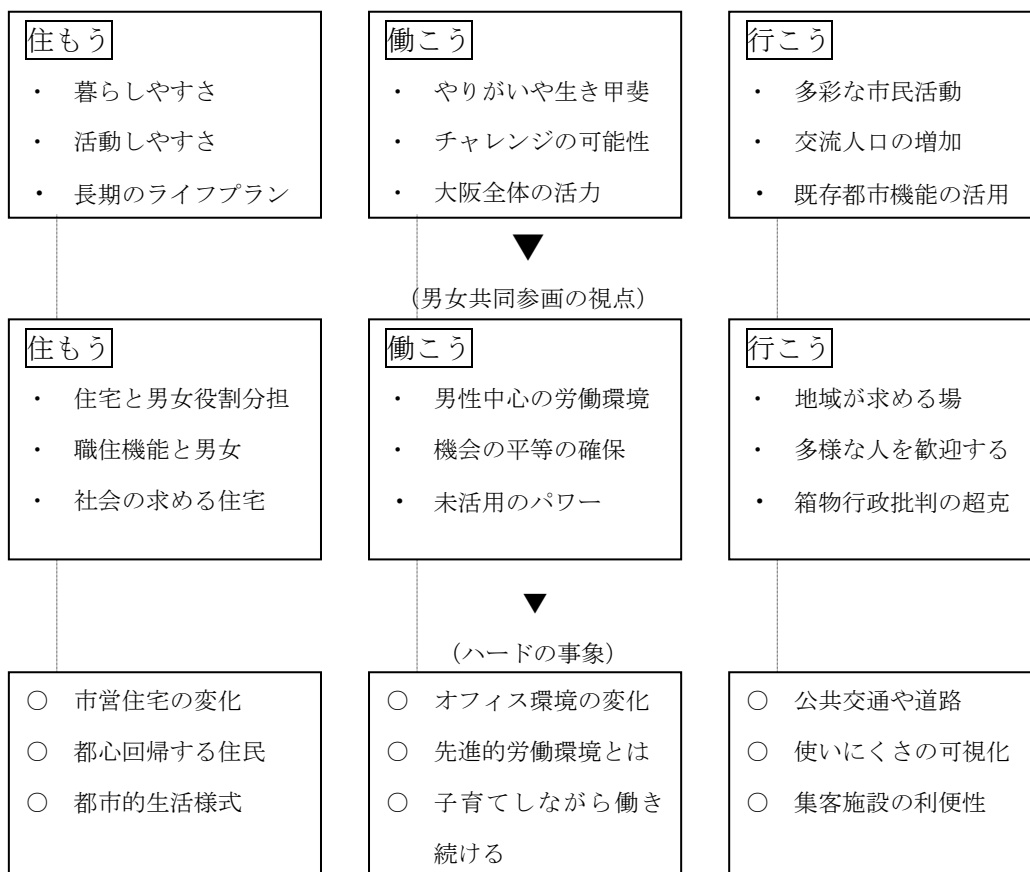 住もう
・ 暮らしやすさ
・ 活動しやすさ
・ 長期のライフプラン
働こう
・ やりがいや生き甲斐
・ チャレンジの可能性
・ 大阪全体の活力
行こう
・ 多彩な市民活動
・ 交流人口の増加
・ 既存都市機能の活用
▼
（男女共同参画の視点）
住もう
・ 住宅と男女役割分担
・ 職住機能と男女
・ 社会の求める住宅
働こう
・ 男性中心の労働環境
・ 機会の平等の確保
・ 未活用のパワー
行こう
・ 地域が求める場
・ 多様な人を歓迎する
・ 箱物行政批判の超克
▼
（ハードの事象）
○ 市営住宅の変化
○ 都心回帰する住民
○ 都市的生活様式
○ オフィス環境の変化
○ 先進的労働環境とは
○ 子育てしながら働き
続ける
○ 公共交通や道路
○ 使いにくさの可視化
○ 集客施設の利便性